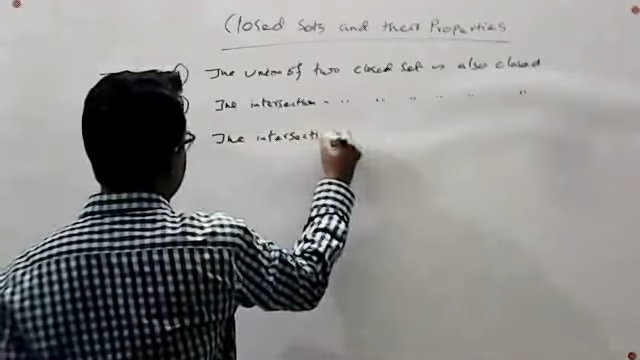 Closed Sets and their Properties
The Union of two closed set is also closed
The intersection " " " " " " "
The intersecti